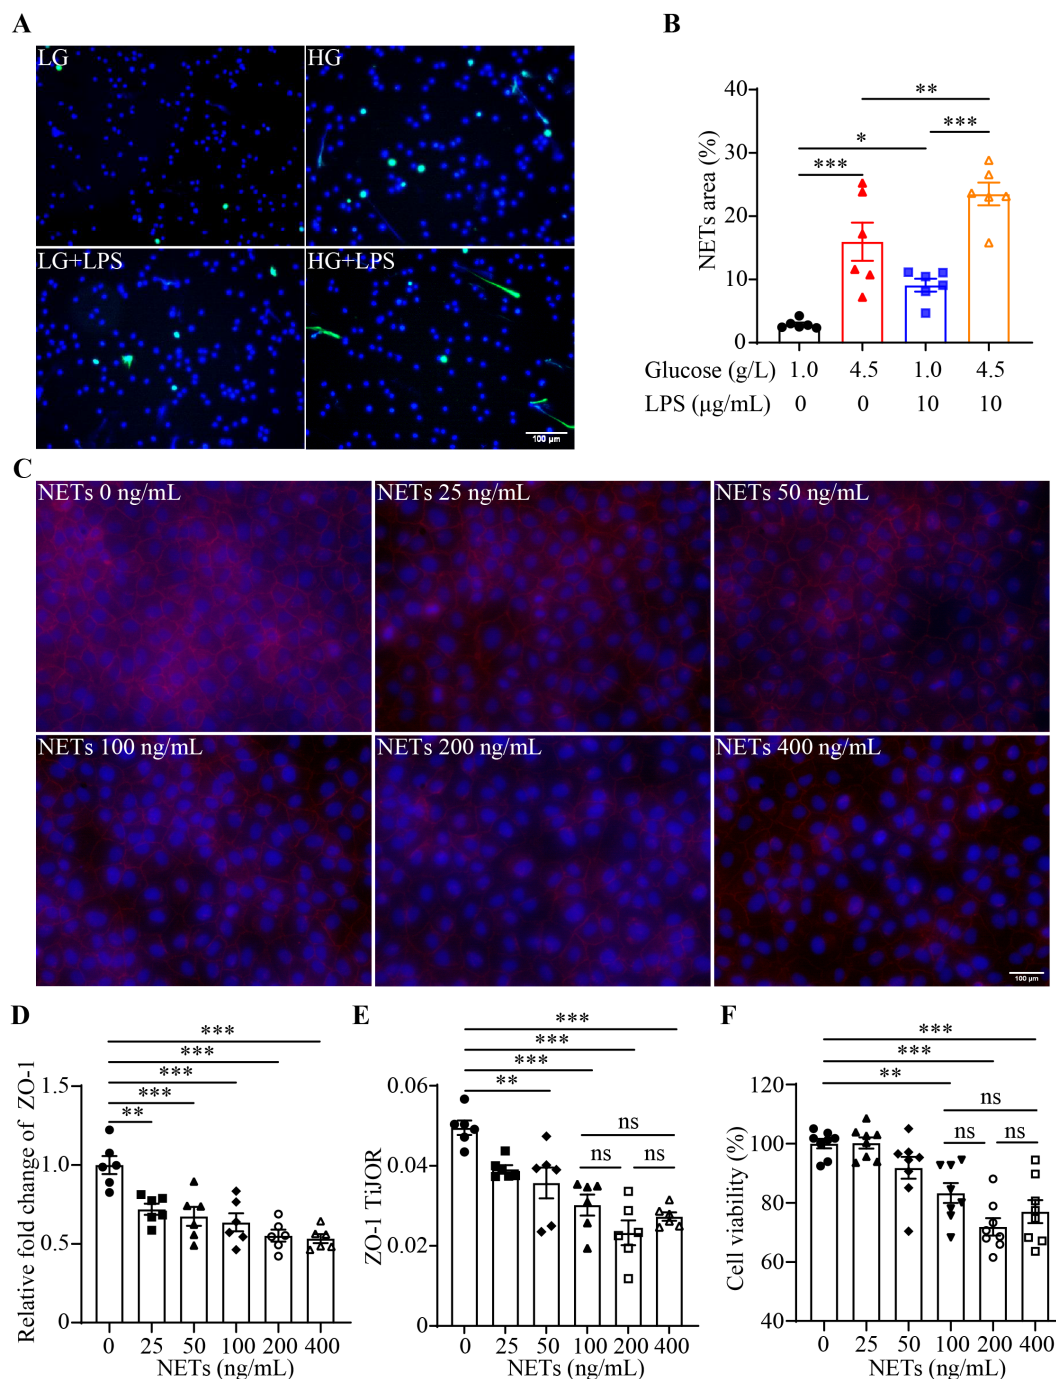 A
LG
HG
LG+LPS
HG+LPS
100 μm
B
NETs area (%)
40
30
20
10
0
***
*
**
***
Glucose (g/L) 1.0 4.5 1.0 4.5
LPS (μg/mL) 0 0 10 10
C
NETs 0 ng/mL
NETs 25 ng/mL
NETs 50 ng/mL
NETs 100 ng/mL
NETs 200 ng/mL
NETs 400 ng/mL
100 μm
D
Relative fold change of ZO-1
1.5
1.0
0.5
0
***
***
***
***
**
0 25 50 100 200 400
NETs (ng/mL)
E
ZO-1 TiJOR
0.06
0.04
0.02
0
***
***
***
**
ns
ns
ns
0 25 50 100 200 400
NETs (ng/mL)
F
Cell viability (%)
120
100
80
60
40
***
***
**
ns
ns
ns
0 25 50 100 200 400
NETs (ng/mL)